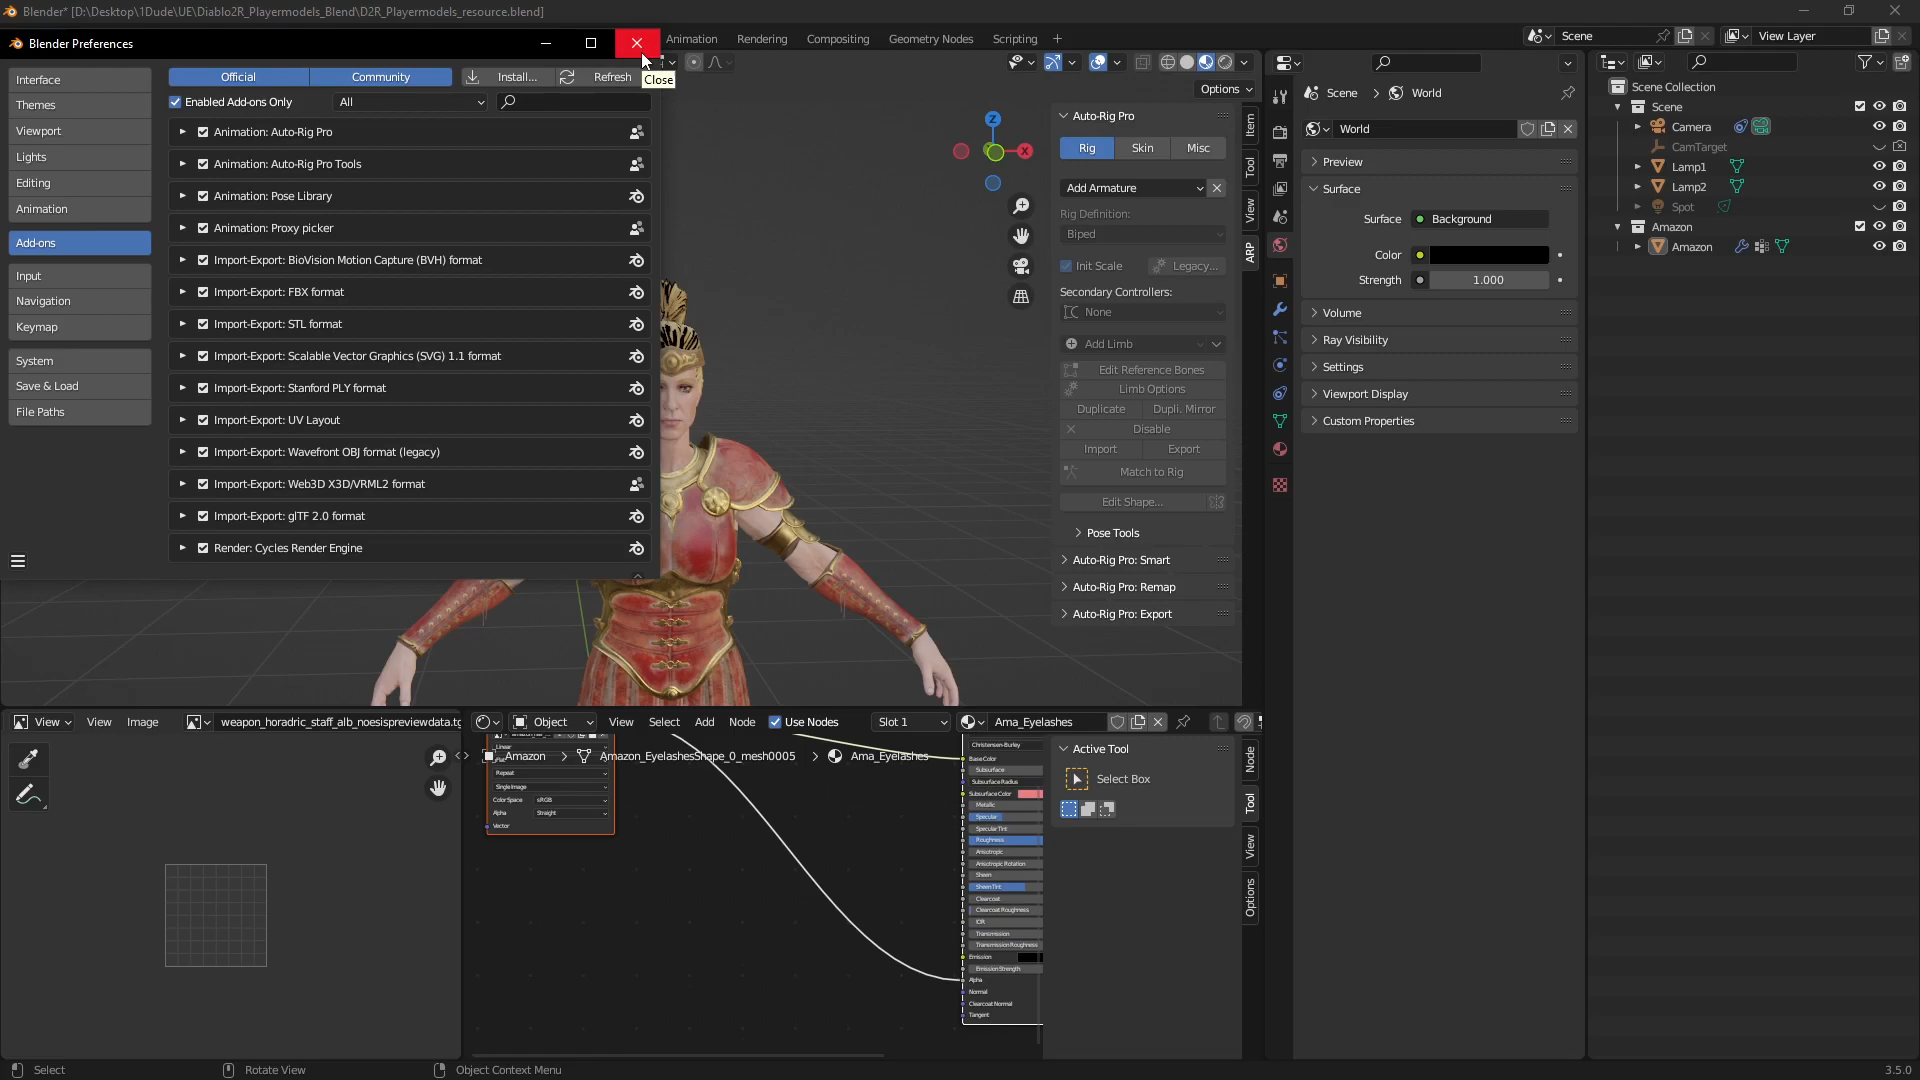 Blender* [D:\Desktop\1Dude\UE\Diablo2R_Playermodels_Blend\D2R_Playermodels_resource.blend]
Blender Preferences
Close
Animation
Rendering
Compositing
Geometry Nodes
Scripting
Scene
View Layer
Interface
Themes
Viewport
Lights
Editing
Animation
Add-ons
Input
Navigation
Keymap
System
Save & Load
File Paths
Official
Community
Install...
Refresh
Enabled Add-ons Only
All
Animation: Auto-Rig Pro
Animation: Auto-Rig Pro Tools
Animation: Pose Library
Animation: Proxy picker
Import-Export: BioVision Motion Capture (BVH) format
Import-Export: FBX format
Import-Export: STL format
Import-Export: Scalable Vector Graphics (SVG) 1.1 format
Import-Export: Stanford PLY format
Import-Export: UV Layout
Import-Export: Wavefront OBJ format (legacy)
Import-Export: Web3D X3D/VRML2 format
Import-Export: glTF 2.0 format
Render: Cycles Render Engine
Options
Z
X
Auto-Rig Pro
Rig
Skin
Misc
Add Armature
Rig Definition:
Biped
Init Scale
Legacy...
Secondary Controllers:
None
Add Limb
Edit Reference Bones
Limb Options
Duplicate
Dupli. Mirror
Disable
Import
Export
Match to Rig
Edit Shape...
Pose Tools
Auto-Rig Pro: Smart
Auto-Rig Pro: Remap
Auto-Rig Pro: Export
Item
Tool
View
ARP
Scene
World
World
Preview
Surface
Surface
Background
Color
Strength
1.000
Volume
Ray Visibility
Settings
Viewport Display
Custom Properties
Scene Collection
Scene
Camera
CamTarget
Lamp1
Lamp2
Spot
Amazon
Amazon
View
View
Image
weapon_horadric_staff_alb_noesispreviewdata.tg
Object
View
Select
Add
Node
Use Nodes
Slot 1
Ama_Eyelashes
Amazon
Amazon_EyelashesShape_0_mesh0005
Ama_Eyelashes
Linear
Flat
Repeat
Single Image
Color Space
sRGB
Alpha
Straight
Vector
Christensen-Burley
Base Color
Subsurface
Subsurface Radius
Subsurface Color
Metallic
Specular
Specular Tint
Roughness
Anisotropic
Anisotropic Rotation
Sheen
Sheen Tint
Clearcoat
Clearcoat Roughness
IOR
Transmission
Transmission Roughness
Emission
Emission Strength
Alpha
Normal
Clearcoat Normal
Tangent
Active Tool
Select Box
Node
Tool
View
Options
Select
Rotate View
Object Context Menu
3.5.0